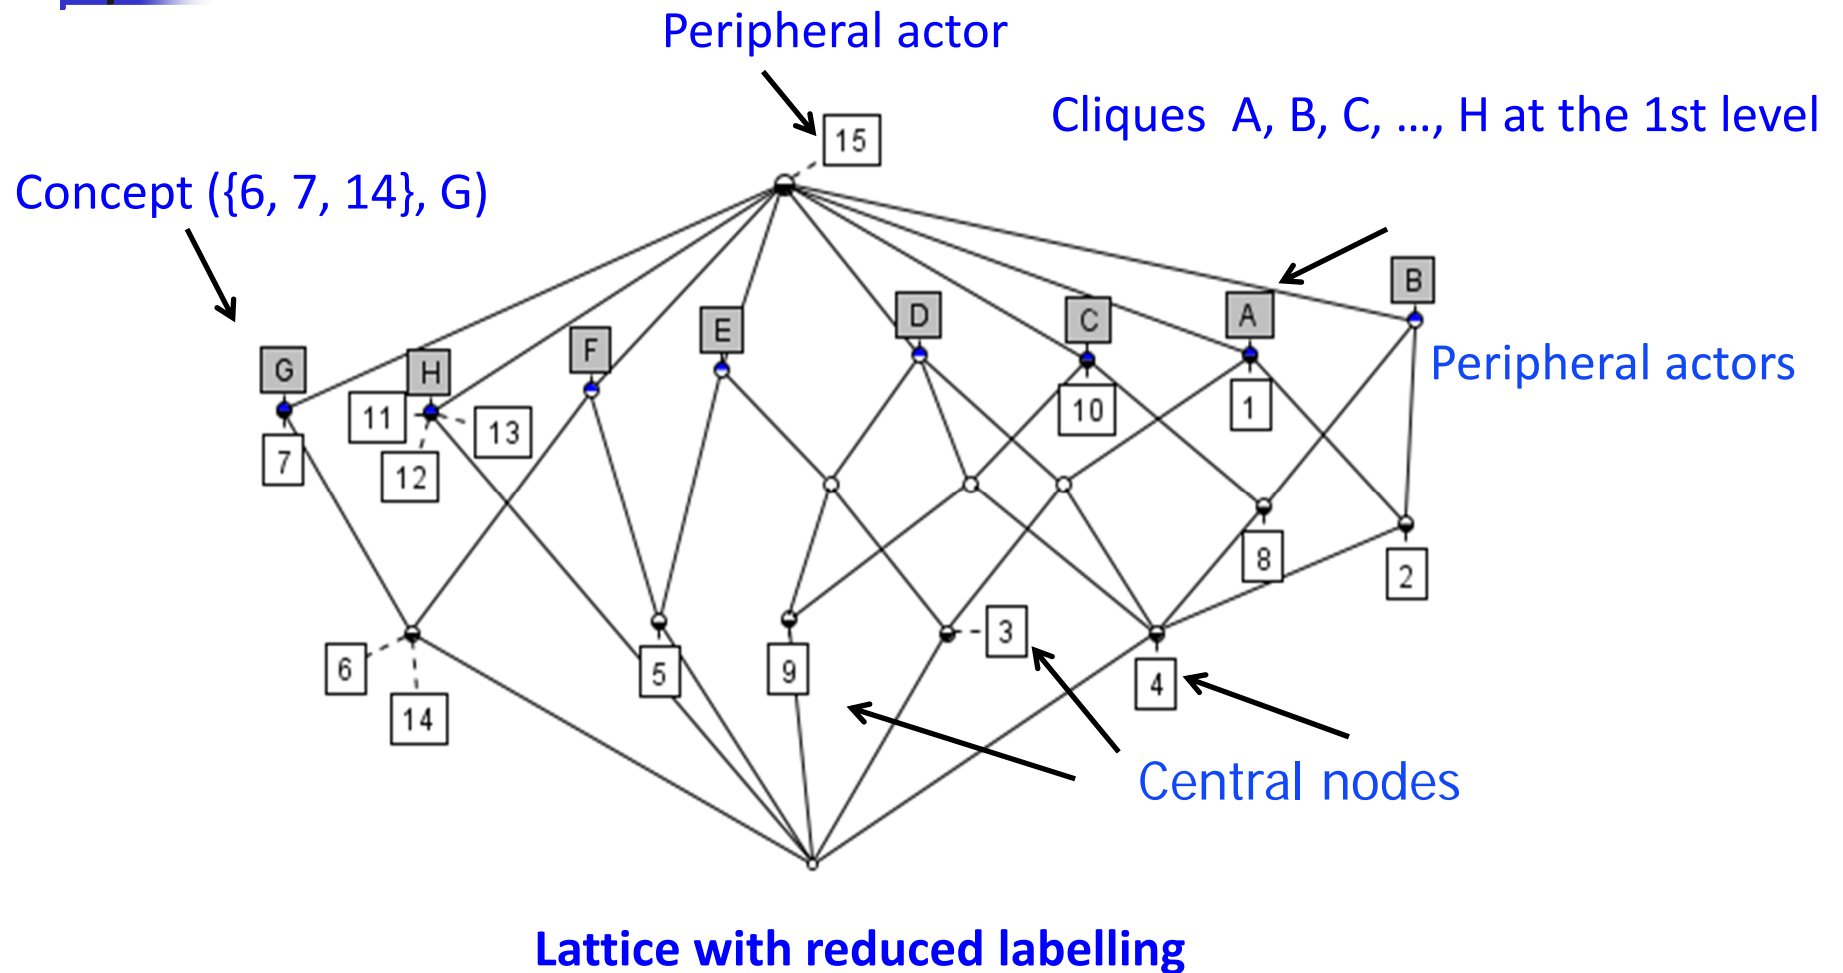 Peripheral actor
Cliques A, B, C, ..., H at the 1st level
15
Concept ({6, 7, 14}, G)
B
A
D
C
E
F
Peripheral actors
G
H
11
13
10
1
7
12
8
2
3
6
5
9
4
14
Central nodes
Lattice with reduced labelling